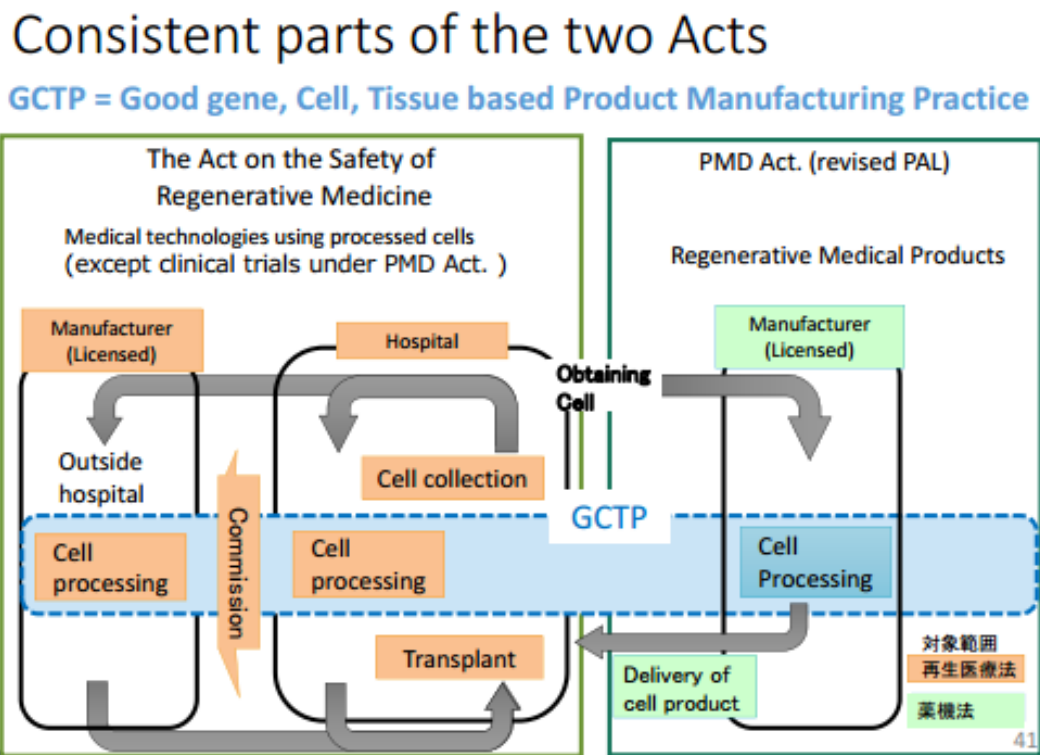 Consistent parts of the two Acts
GCTP = Good gene, Cell, Tissue based Product Manufacturing Practice
The Act on the Safety of
Regenerative Medicine
Medical technologies using processed cells
(except clinical trials under PMD Act. )
Manufacturer
(Licensed)
Hospital
Outside
hospital
Cell collection
Commission
Cell
processing
Cell
processing
Transplant
PMD Act. (revised PAL)
Regenerative Medical Products
Manufacturer
(Licensed)
Obtaining
Cell
GCTP
Cell
Processing
Delivery of
cell product
対象範囲
再生医療法
薬機法
41